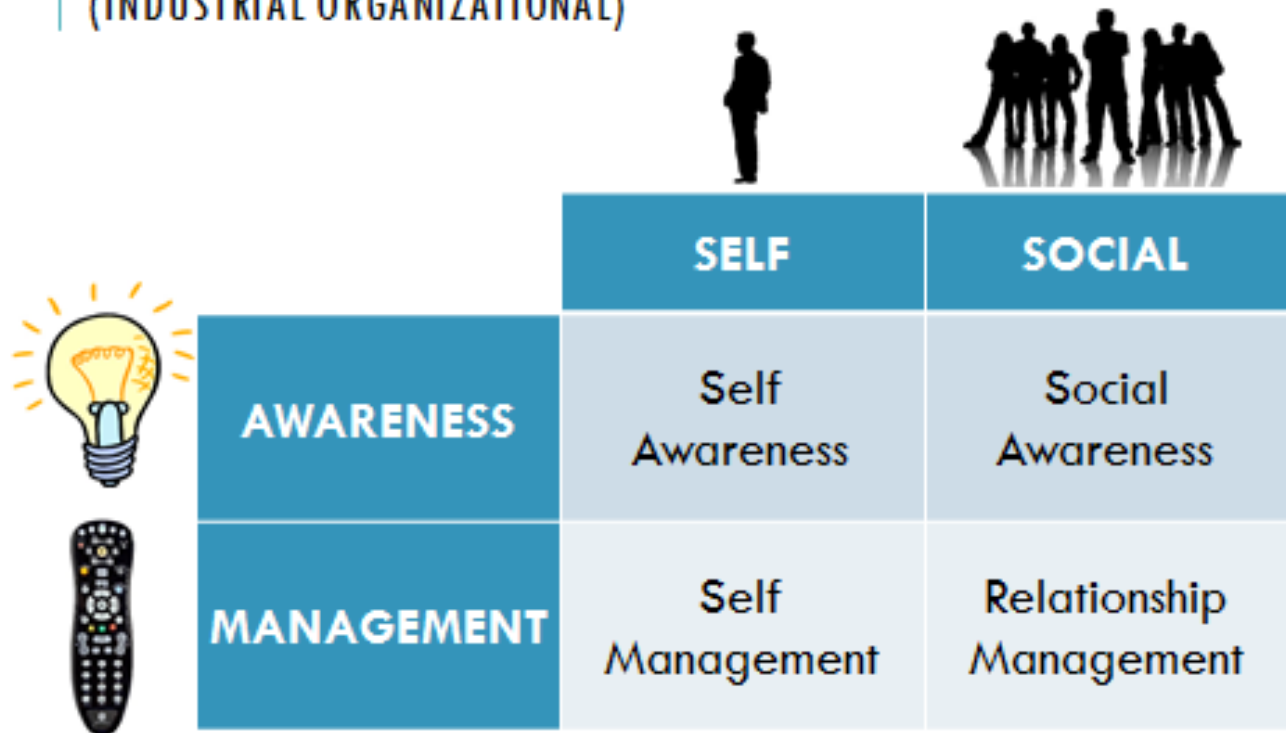 (INDUSTRIAL ORGANIZATIONAL)
SELF
SOCIAL
AWARENESS
Self
Awareness
Social
Awareness
MANAGEMENT
Self
Management
Relationship
Management